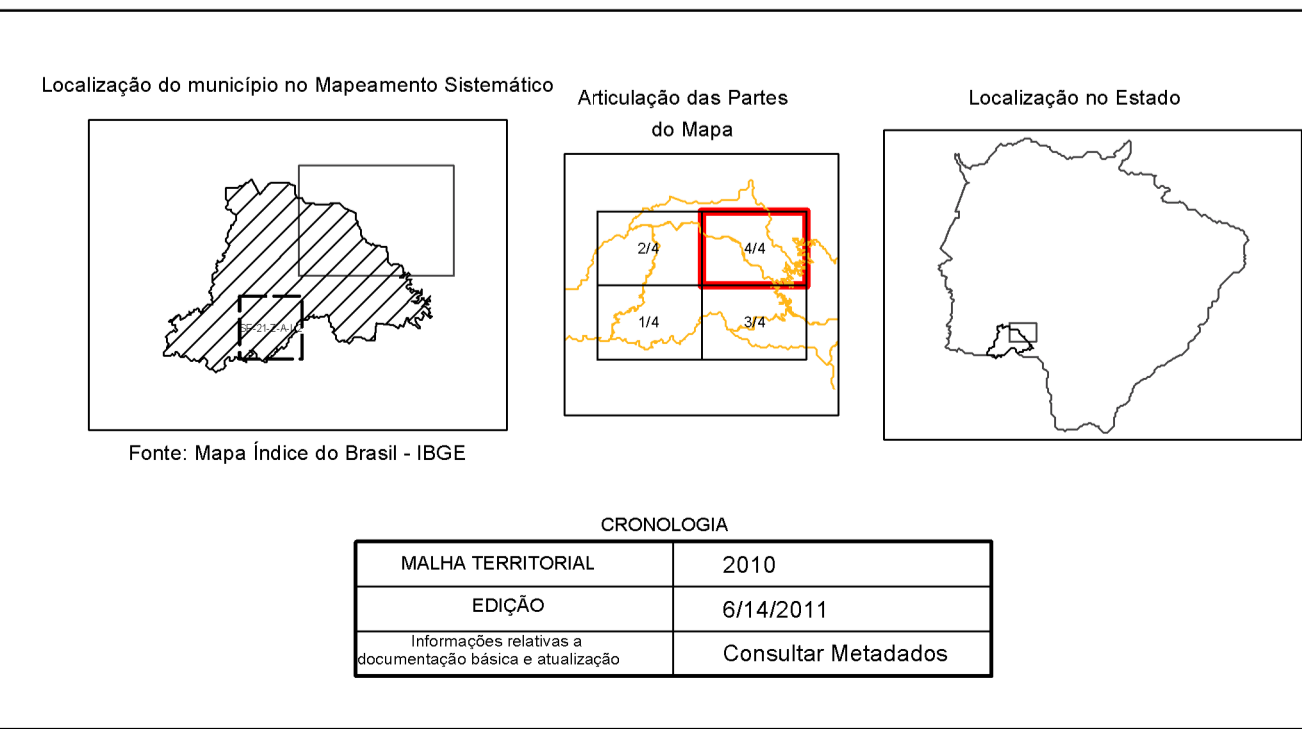 Localização do município no Mapeamento Sistemático
Articulação das Partes
do Mapa
Localização no Estado
2/4
4/4
1/4
3/4
Fonte: Mapa Índice do Brasil - IBGE
CRONOLOGIA
MALHA TERRITORIAL
2010
EDIÇÃO
6/14/2011
Informações relativas a
documentação básica e atualização
Consultar Metadados